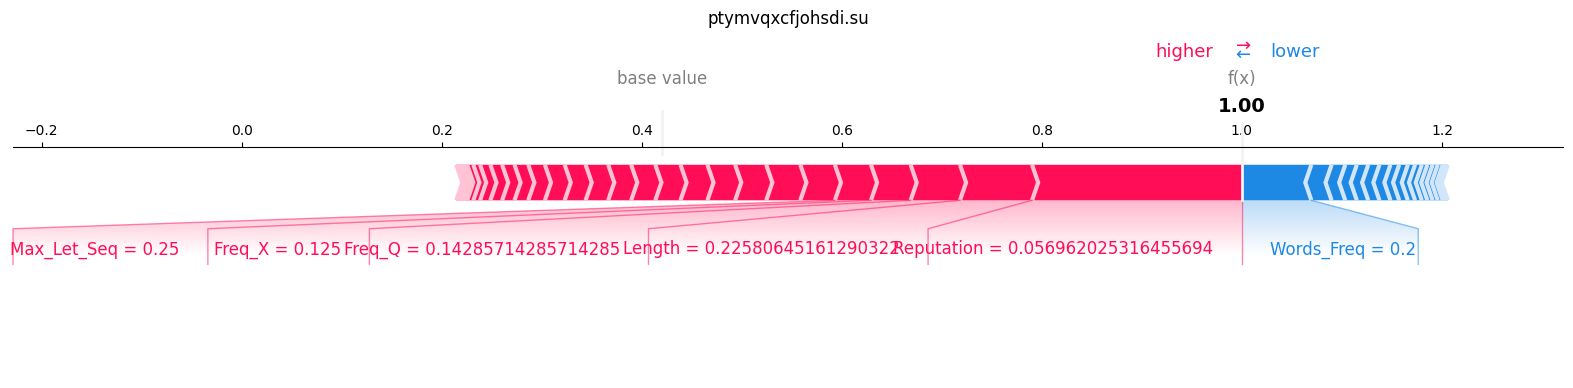 ptymvqxcfjohsdi.su
higher ⇄ lower
base value f(x)
1.00
−0.2 0.0 0.2 0.4 0.6 0.8 1.0 1.2
Max_Let_Seq = 0.25 Freq_X = 0.125 Freq_Q = 0.14285714285714285 Length = 0.22580645161290322 Reputation = 0.056962025316455694 Words_Freq = 0.2